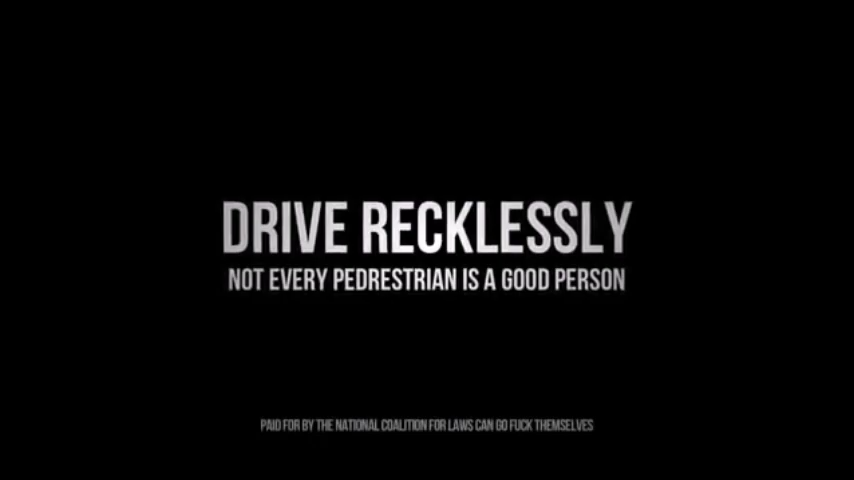 DRIVE RECKLESSLY
NOT EVERY PEDRESTRIAN IS A GOOD PERSON
PAID FOR BY THE NATIONAL COALITION FOR LAWS CAN GO FUCK THEMSELVES